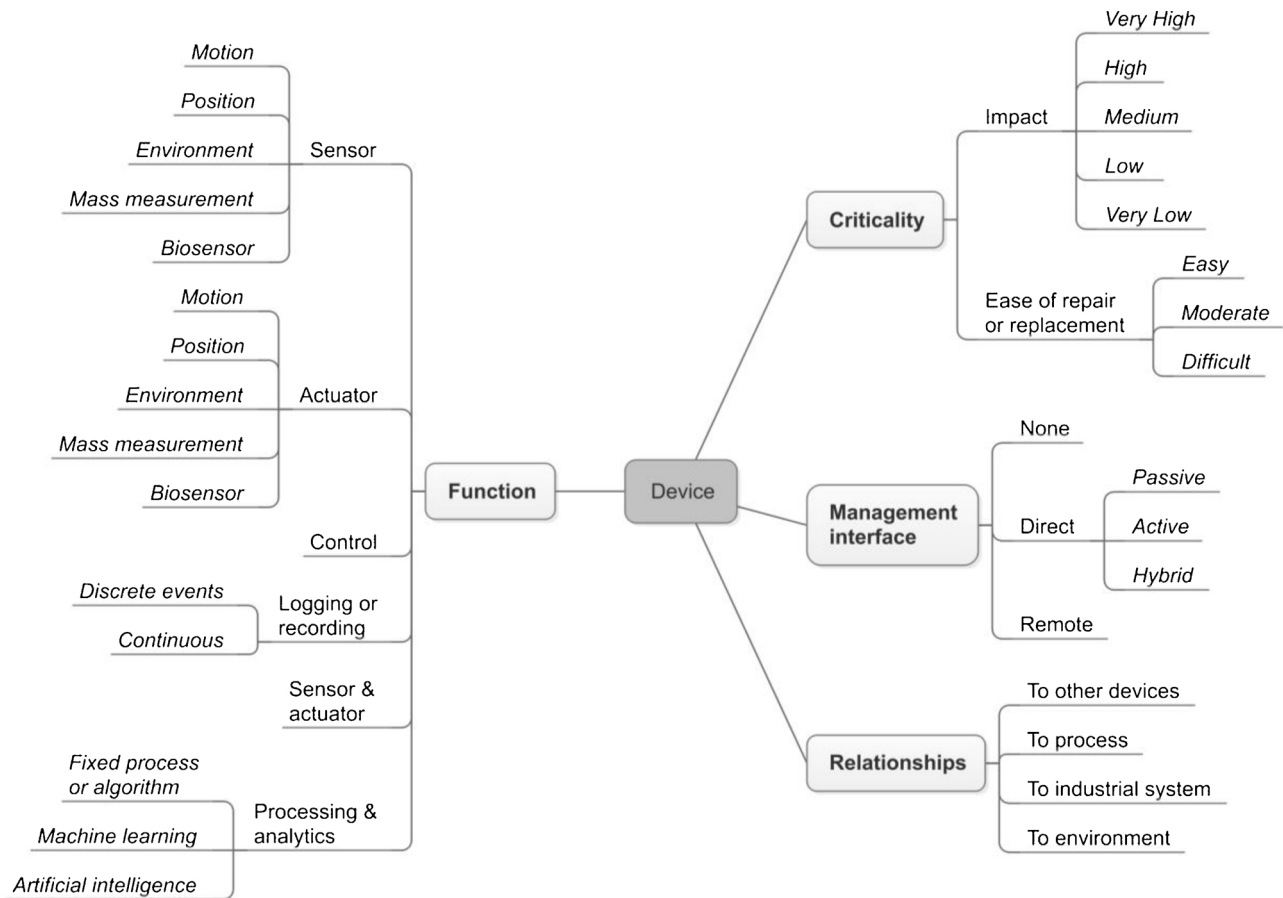 Device
Function
Sensor
Motion
Position
Environment
Mass measurement
Biosensor
Actuator
Motion
Position
Environment
Mass measurement
Biosensor
Control
Logging or
recording
Discrete events
Continuous
Sensor &
actuator
Processing &
analytics
Fixed process
or algorithm
Machine learning
Artificial intelligence
Criticality
Impact
Very High
High
Medium
Low
Very Low
Ease of repair
or replacement
Easy
Moderate
Difficult
Management
interface
None
Direct
Passive
Active
Hybrid
Remote
Relationships
To other devices
To process
To industrial system
To environment